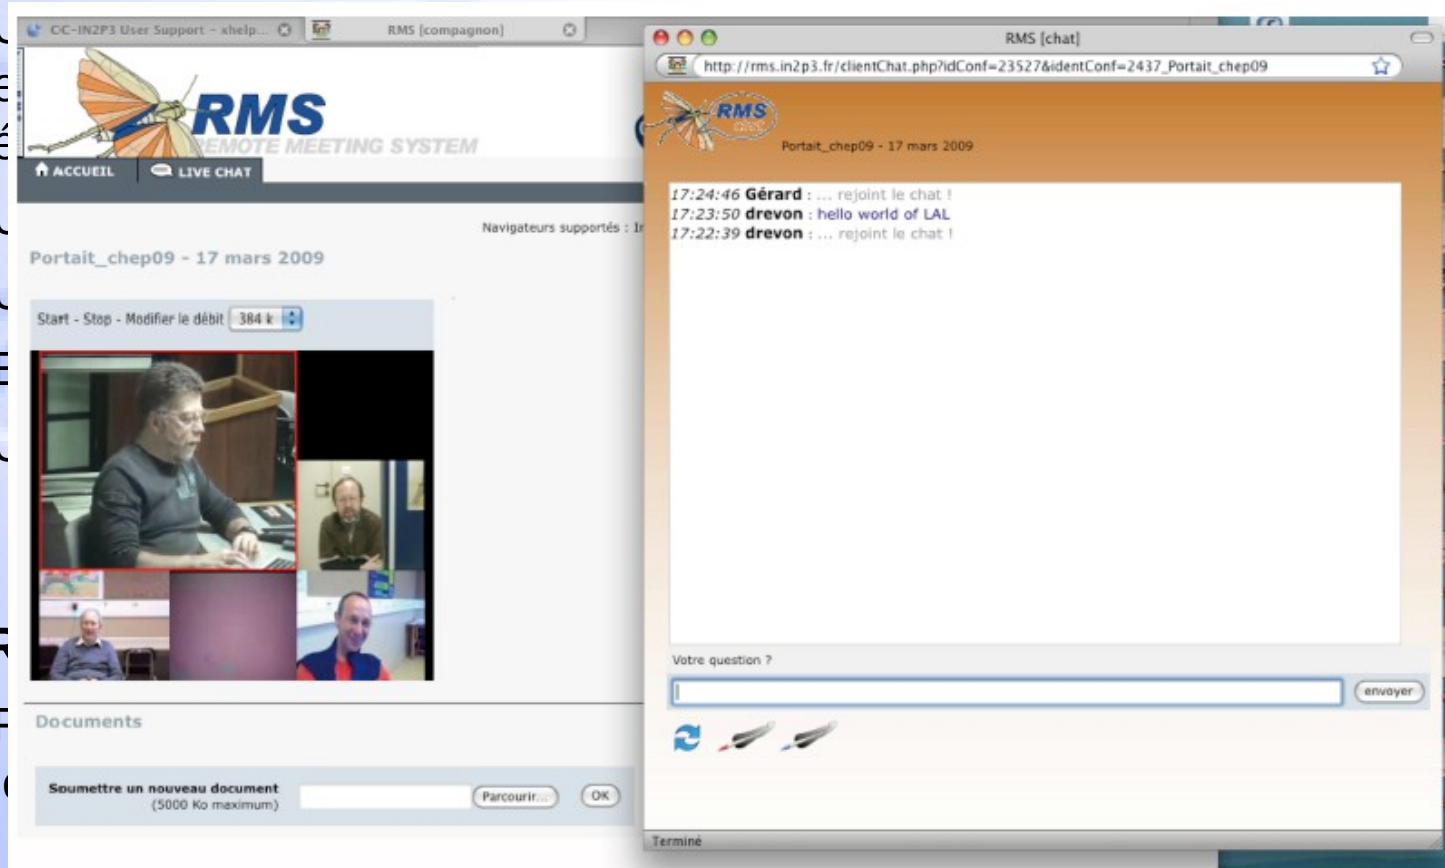 CC-IN2P3 User Support - xhelp...
RMS [compagnon]
RMS
REMOTE MEETING SYSTEM
ACCUEIL
LIVE CHAT
Navigateurs supportés :
Portait_chep09 - 17 mars 2009
Start - Stop - Modifier le débit 384 k
Documents
Soumettre un nouveau document
(5000 Ko maximum)
Parcourir...
OK
RMS [chat]
http://rms.in2p3.fr/clientChat.php?idConf=23527&identConf=2437_Portait_chep09
RMS
chat
Portait_chep09 - 17 mars 2009
17:24:46 Gérard : ... rejoint le chat !
17:23:50 drevon : hello world of LAL
17:22:39 drevon : ... rejoint le chat !
Votre question ?
envoyer
Terminé